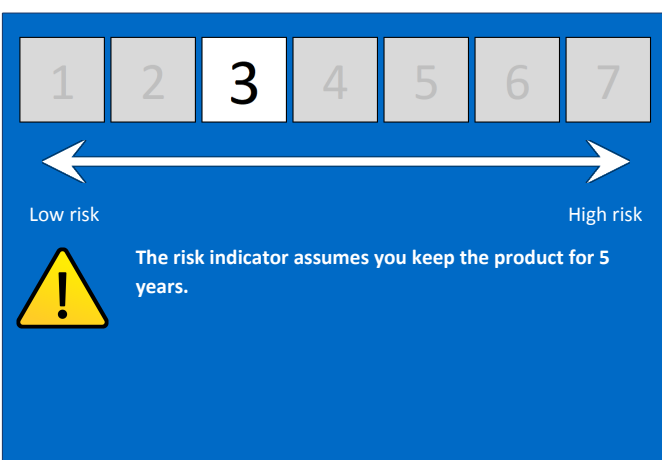 1 2 3 4 5 6 7
Low risk High risk
The risk indicator assumes you keep the product for 5
years.